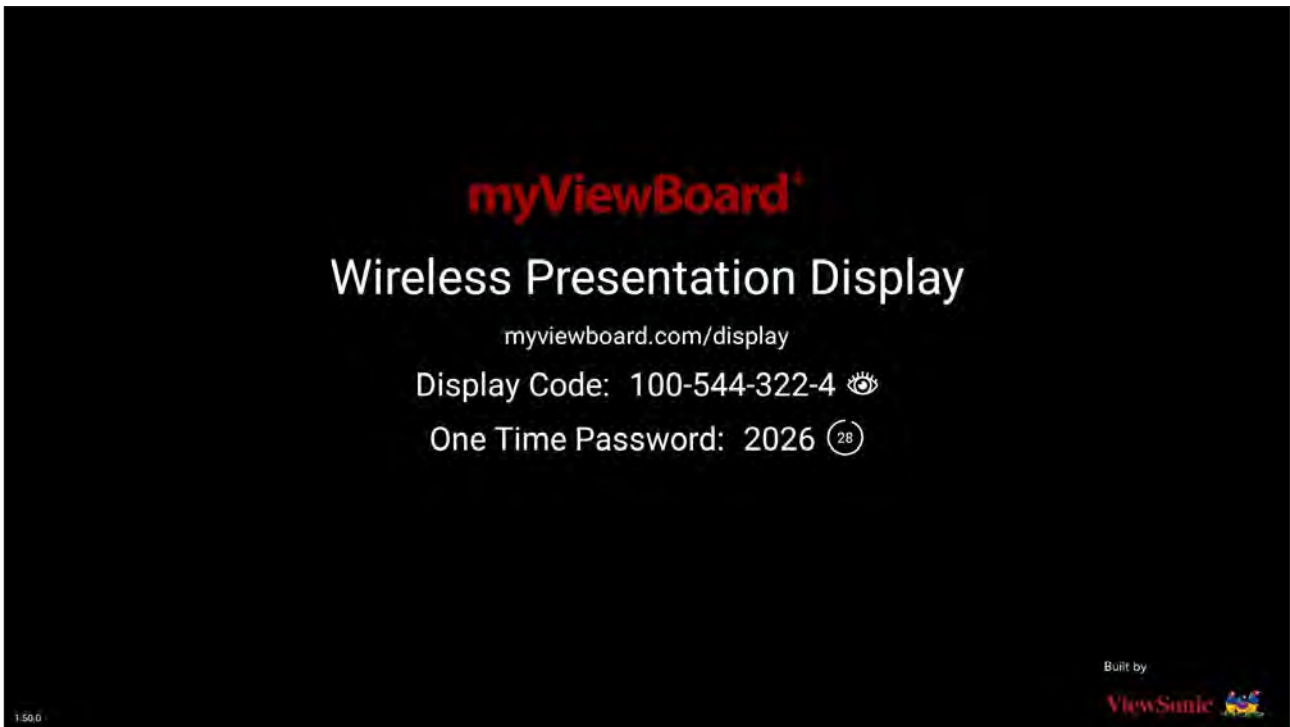 myViewBoard
Wireless Presentation Display
myviewboard.com/display
Display Code: 100-544-322-4
One Time Password: 2026 28
Built by
ViewSonic
1.50.0